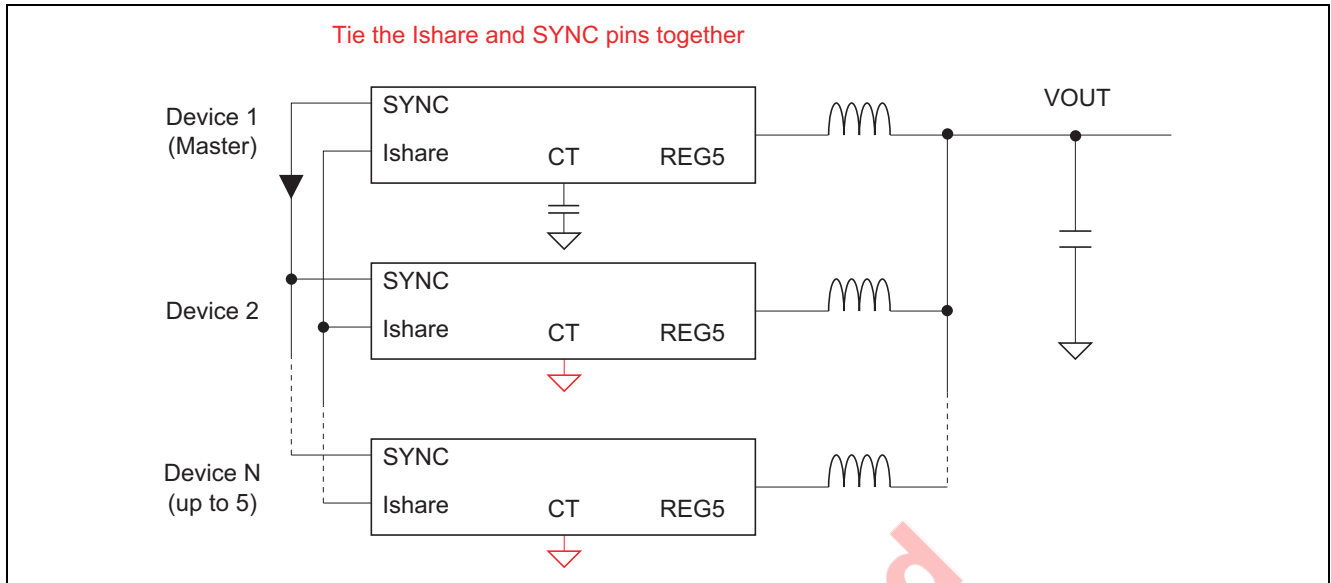 Tie the Ishare and SYNC pins together
Device 1
(Master)
SYNC
Ishare
CT
REG5
VOUT
Device 2
SYNC
Ishare
CT
REG5
Device N
(up to 5)
SYNC
Ishare
CT
REG5
d